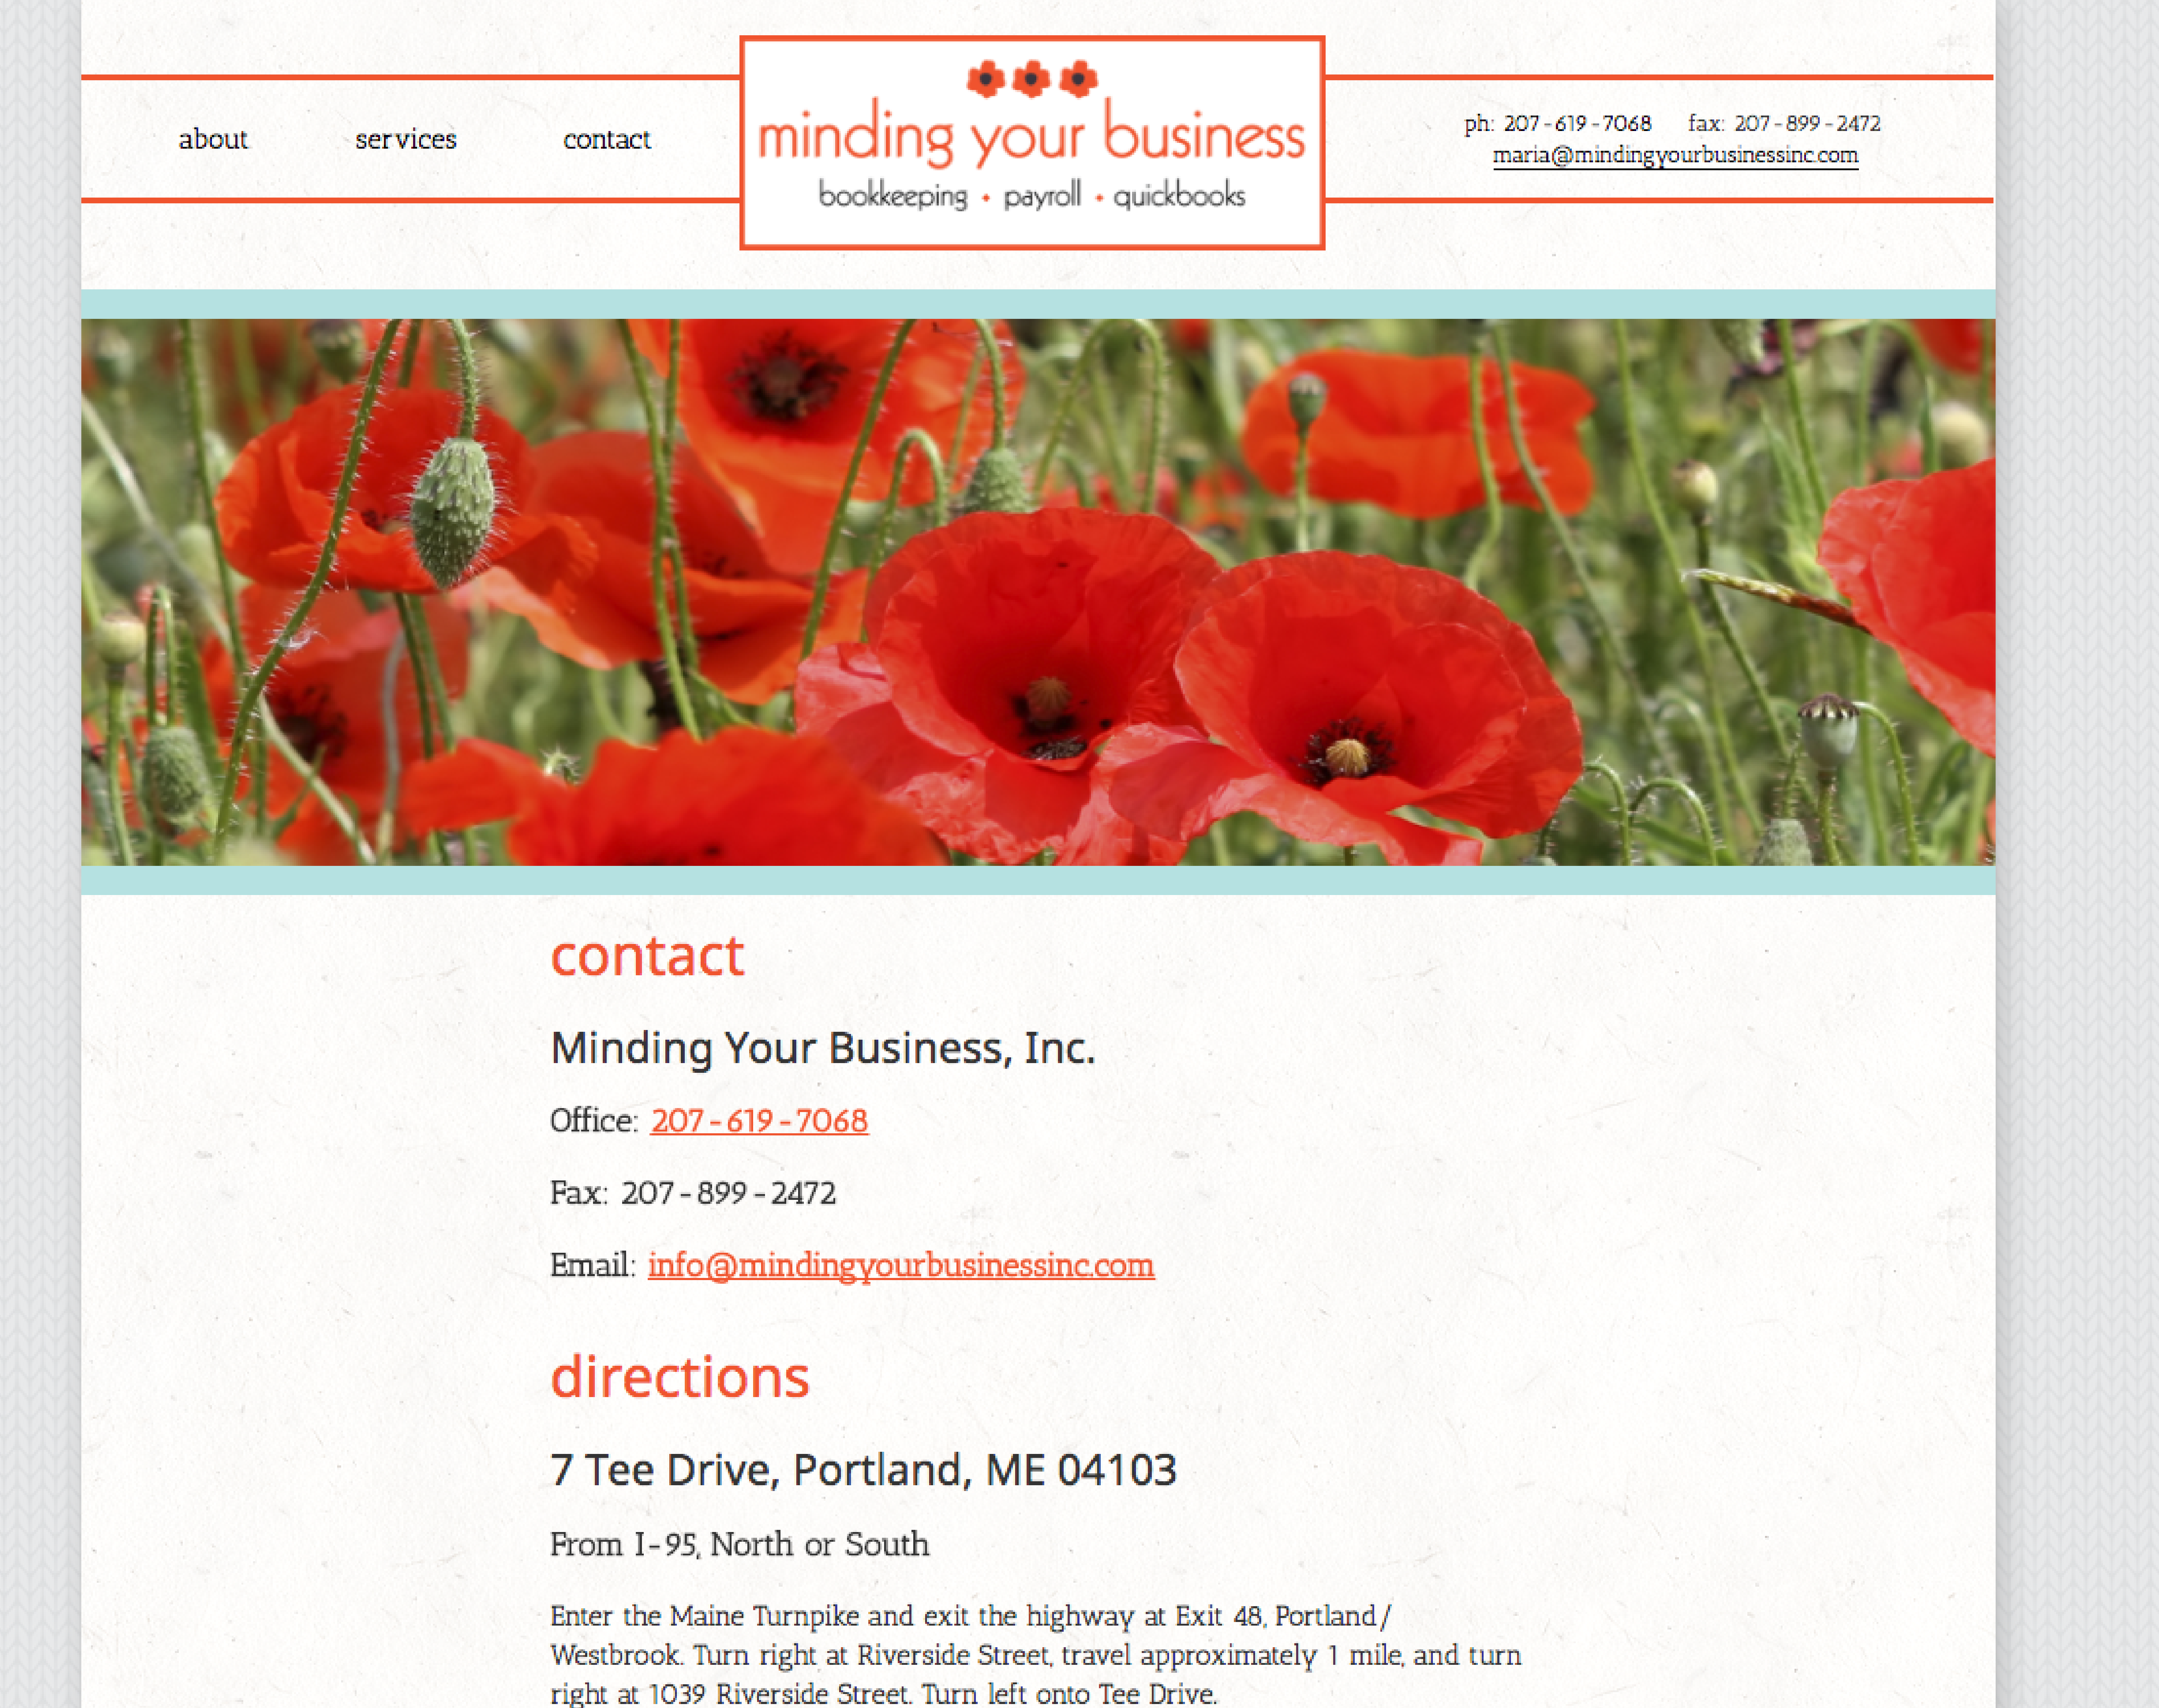 about services contact
minding your business
bookkeeping • payroll • quickbooks
ph: 207-619-7068 fax: 207-899-2472
maria@mindingyourbusinessinc.com
contact
Minding Your Business, Inc.
Office: 207-619-7068
Fax: 207-899-2472
Email: info@mindingyourbusinessinc.com
directions
7 Tee Drive, Portland, ME 04103
From I-95, North or South
Enter the Maine Turnpike and exit the highway at Exit 48, Portland/
Westbrook. Turn right at Riverside Street, travel approximately 1 mile, and turn
right at 1039 Riverside Street. Turn left onto Tee Drive.